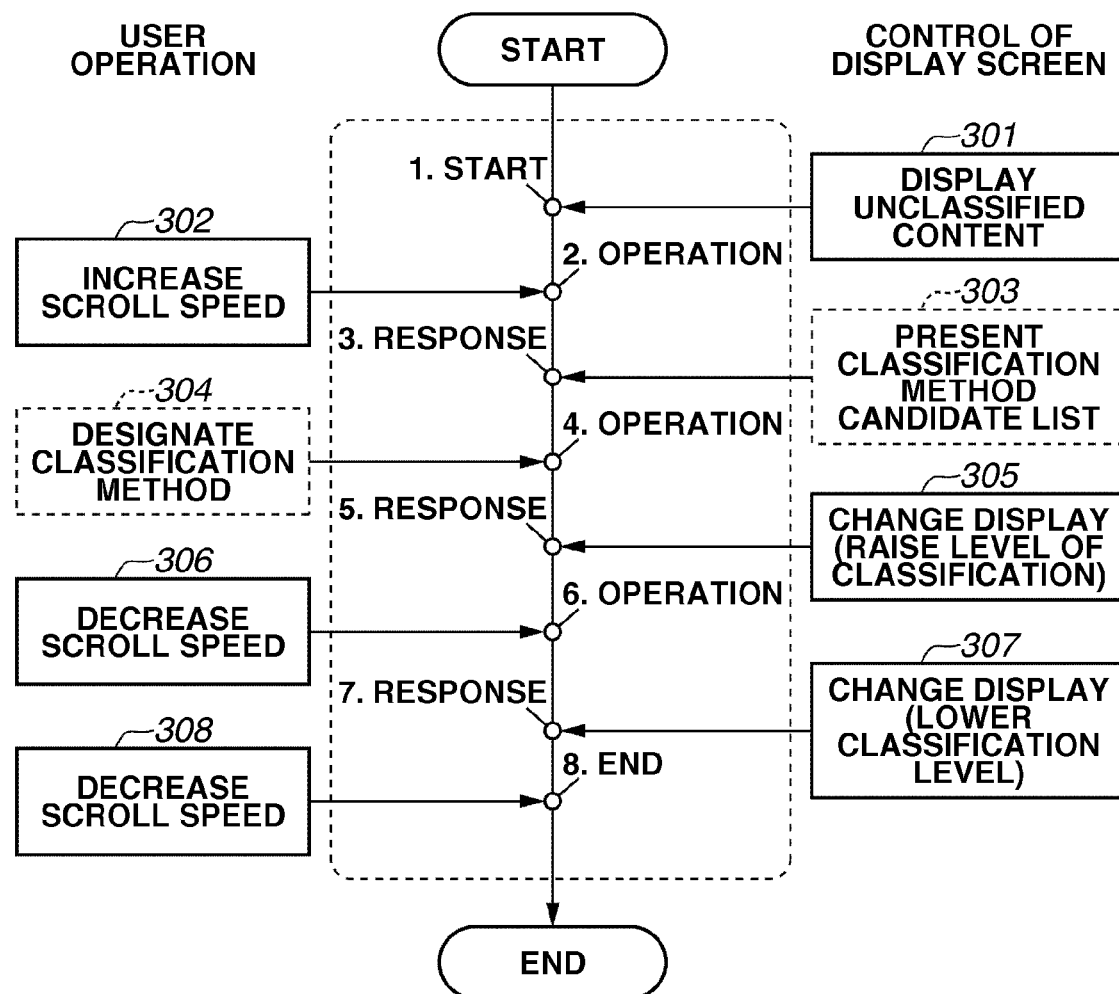 USER
OPERATION
START
CONTROL OF
DISPLAY SCREEN
301
1. START
DISPLAY
UNCLASSIFIED
CONTENT
302
INCREASE
SCROLL SPEED
2. OPERATION
303
3. RESPONSE
PRESENT
CLASSIFICATION
METHOD
CANDIDATE LIST
304
DESIGNATE
CLASSIFICATION
METHOD
4. OPERATION
305
5. RESPONSE
CHANGE DISPLAY
(RAISE LEVEL OF
CLASSIFICATION)
306
DECREASE
SCROLL SPEED
6. OPERATION
307
7. RESPONSE
CHANGE DISPLAY
(LOWER
CLASSIFICATION
LEVEL)
308
DECREASE
SCROLL SPEED
8. END
END